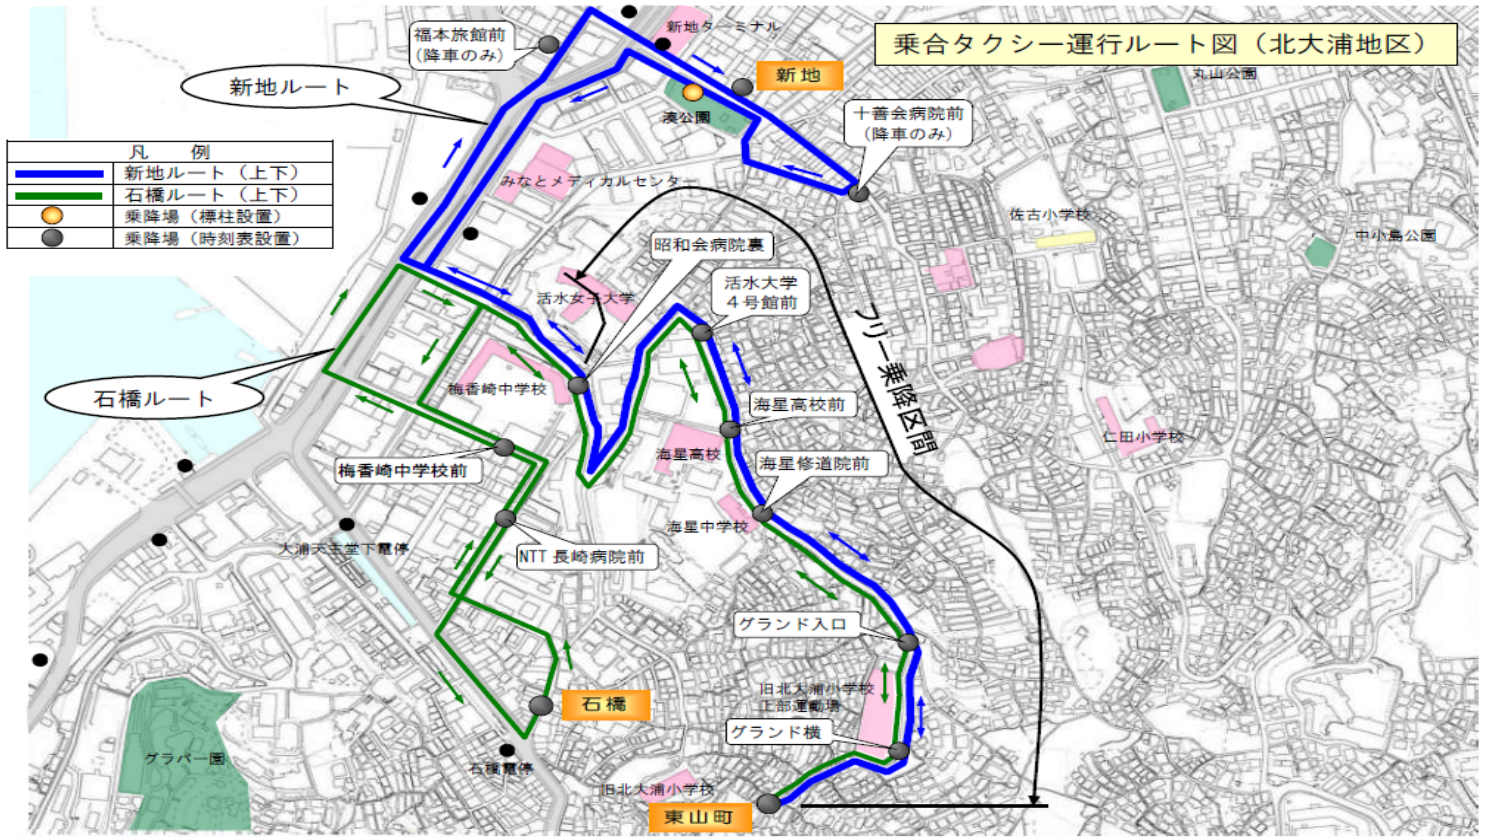 乗合タクシー運行ルート図（北大浦地区）
福本旅館前
（降車のみ）
新地ターミナル
新地
新地ルート
湊公園
十善会病院前
（降車のみ）
丸山公園
凡　例
新地ルート（上下）
石橋ルート（上下）
乗降場（標柱設置）
乗降場（時刻表設置）
みなとメディカルセンター
佐古小学校
中小島公園
昭和会病院裏
活水大学
４号館前
活水女子大学
フリー乗降区間
石橋ルート
梅香崎中学校
海星高校前
仁田小学校
海星高校
梅香崎中学校前
海星修道院前
海星中学校
大浦天主堂下電停
NTT 長崎病院前
グランド入口
旧北大浦小学校
上部運動場
石橋
グランド横
グラバー園
石橋電停
旧北大浦小学校
東山町